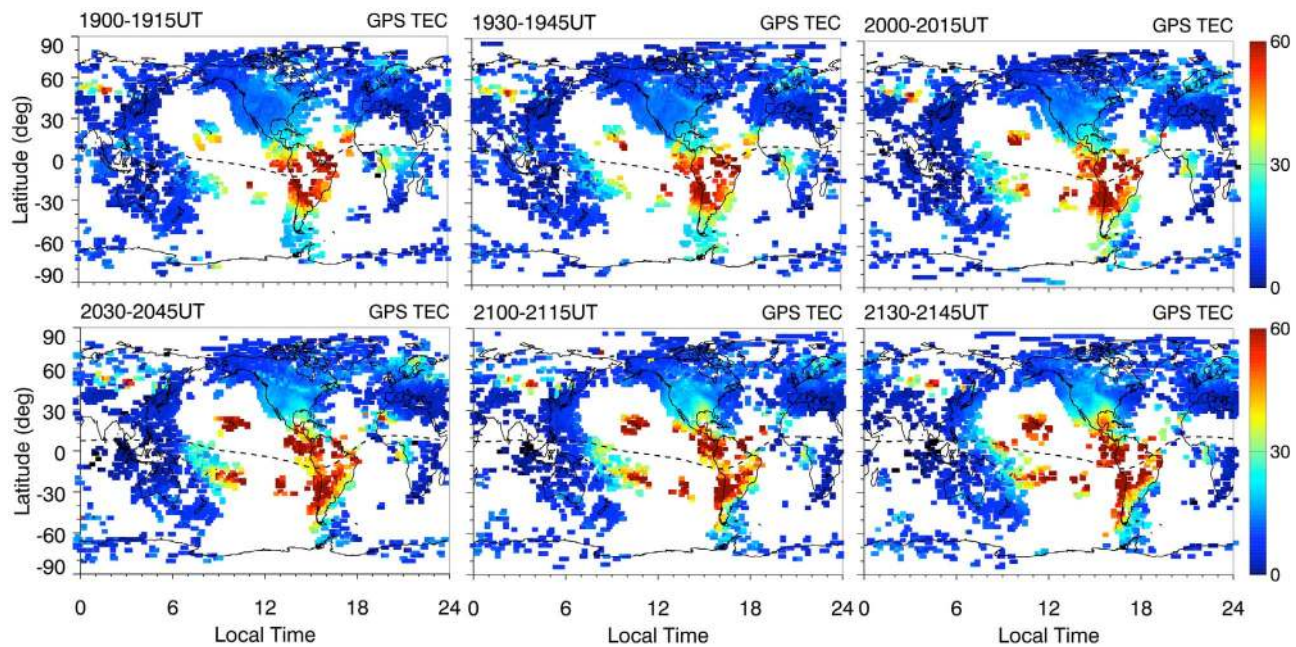 1900-1915UT GPS TEC 1930-1945UT GPS TEC 2000-2015UT GPS TEC
90 60 30 0 -30 -60 -90
Latitude (deg)
60 30 0
2030-2045UT GPS TEC 2100-2115UT GPS TEC 2130-2145UT GPS TEC
90 60 30 0 -30 -60 -90
Latitude (deg)
60 30 0
0 6 12 18 24 6 12 18 24 6 12 18 24
Local Time Local Time Local Time